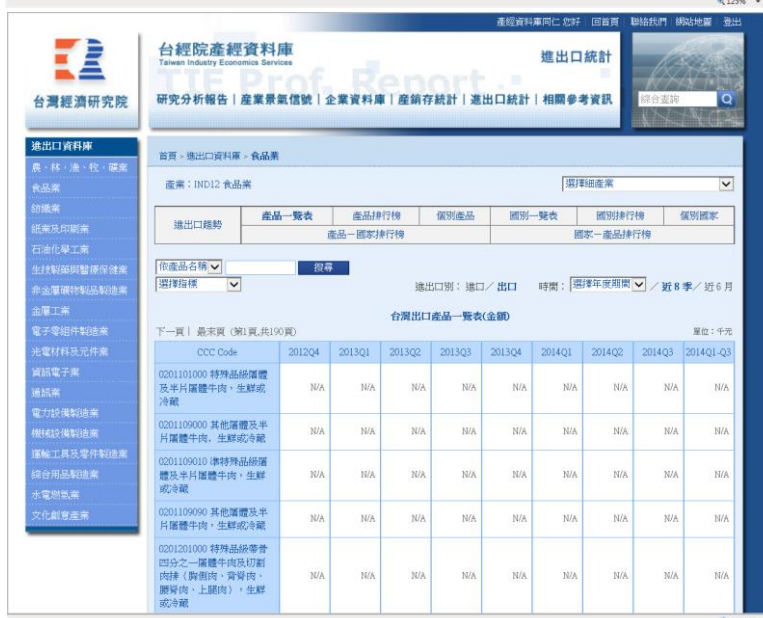 125%
產經資料庫同仁 您好 回首頁 聯絡我們 網站地圖 登出
台灣經濟研究院
台經院產經資料庫
Taiwan Industry Economics Services
進出口統計
TIE Prof. Report
研究分析報告｜產業景氣信號｜企業資料庫｜產銷存統計｜進出口統計｜相關參考資訊
綜合查詢
進出口資料庫
農、林、漁、牧、礦業
食品業
紡織業
紙業及印刷業
石油化學工業
生技製藥與醫療保健業
非金屬礦物製品製造業
金屬工業
電子零組件製造業
光電材料及元件業
資訊電子業
通訊業
電力設備製造業
機械設備製造業
運輸工具及零件製造業
綜合用品製造業
水電燃氣業
文化創意產業
首頁 > 進出口資料庫 > 食品業
產業：IND12 食品業
選擇細產業
進出口趨勢 產品一覽表 產品排行榜 個別產品 國別一覽表 國別排行榜 個別國家
產品－國家排行榜 國家－產品排行榜
依產品名稱 搜尋
選擇指標
進出口別：進口／出口 時間：選擇年度期間／近8季／近6月
台灣出口產品一覽表(金額)
下一頁｜ 最末頁 (第1頁,共190頁)
單位：千元
CCC Code 2012Q4 2013Q1 2013Q2 2013Q3 2013Q4 2014Q1 2014Q2 2014Q3 2014Q1-Q3
0201101000 特殊品級屠體
及半片屠體牛肉，生鮮或
冷藏
N/A N/A N/A N/A N/A N/A N/A N/A N/A
0201109000 其他屠體及半
片屠體牛肉，生鮮或冷藏
N/A N/A N/A N/A N/A N/A N/A N/A N/A
0201109010 準特殊品級屠
體及半片屠體牛肉，生鮮
或冷藏
N/A N/A N/A N/A N/A N/A N/A N/A N/A
0201109090 其他屠體及半
片屠體牛肉，生鮮或冷藏
N/A N/A N/A N/A N/A N/A N/A N/A N/A
0201201000 特殊品級帶骨
四分之一屠體牛肉及切割
肉排（胸側肉、背脊肉、
腰脊肉、上腿肉），生鮮
或冷藏
N/A N/A N/A N/A N/A N/A N/A N/A N/A